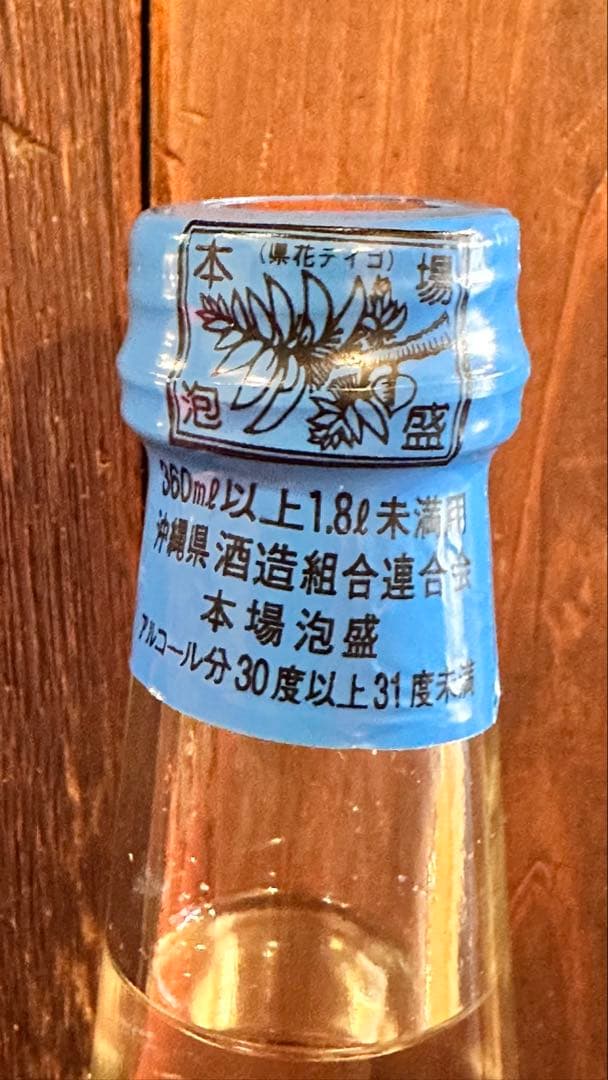 (県花デイゴ)
本場
泡盛
360ml以上1.8l未満用
沖縄県酒造組合連合会
本場泡盛
アルコール分30度以上31度未満